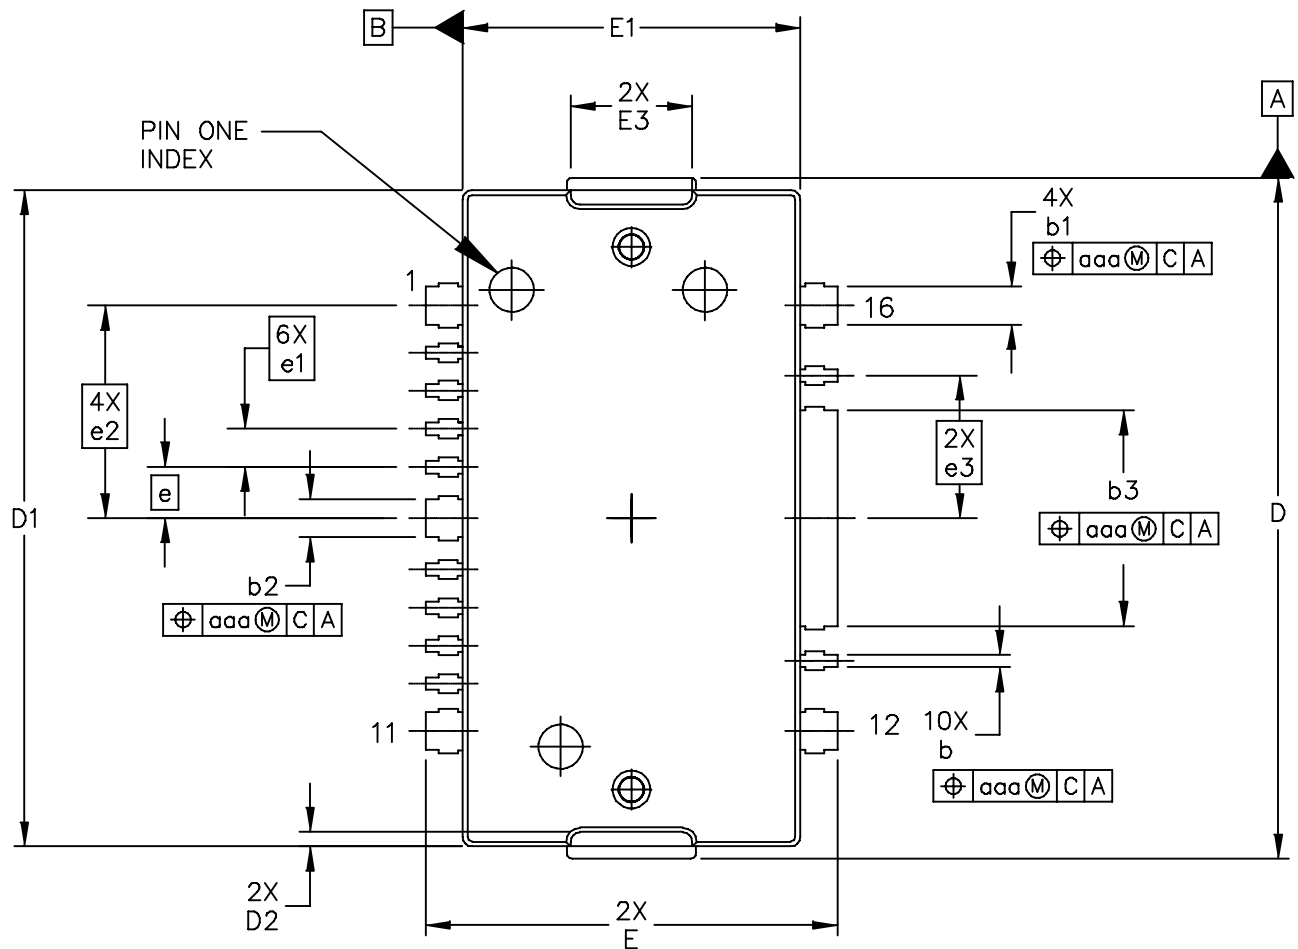 B
E1
2X
E3
A
PIN ONE
INDEX
4X
b1
⌖ aaa Ⓜ C A
1
16
6X
e1
4X
e2
2X
e3
e
b3
⌖ aaa Ⓜ C A
D1
D
b2
⌖ aaa Ⓜ C A
11
12
10X
b
⌖ aaa Ⓜ C A
2X
D2
2X
E